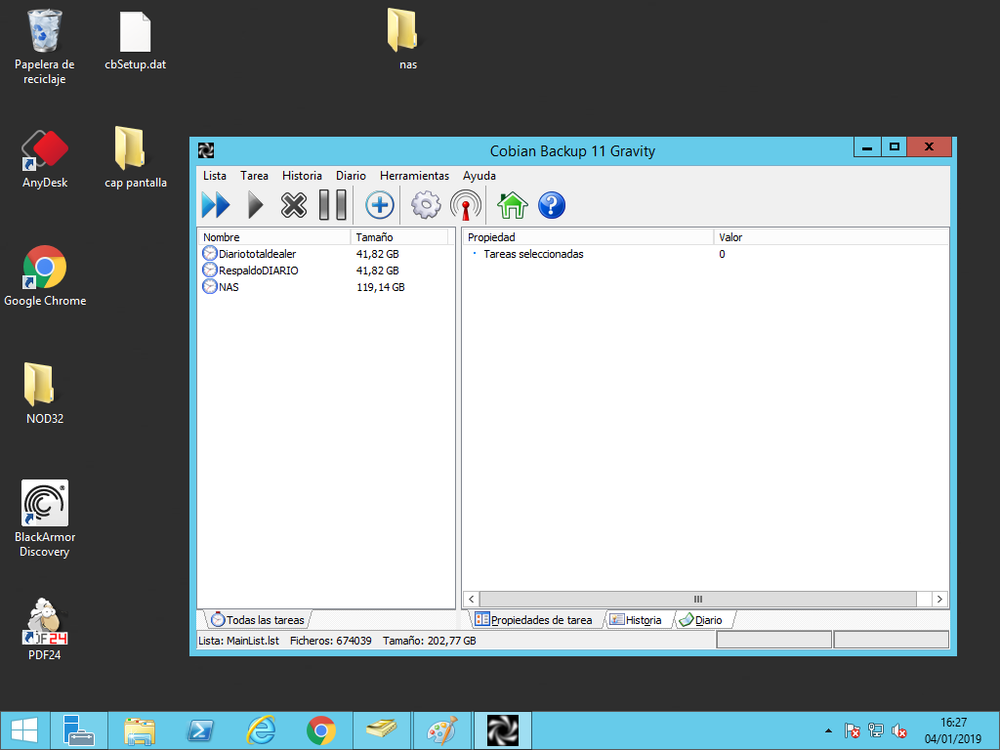 Papelera de
reciclaje
cbSetup.dat
nas
AnyDesk
cap pantalla
Google Chrome
NOD32
BlackArmor
Discovery
PDF24
PDF24
Cobian Backup 11 Gravity
Lista Tarea Historia Diario Herramientas Ayuda
Nombre Tamaño
Diariototaldealer 41,82 GB
RespaldoDIARIO 41,82 GB
NAS 119,14 GB
Propiedad Valor
Tareas seleccionadas 0
Todas las tareas
Propiedades de tarea Historia Diario
Lista: MainList.lst Ficheros: 674039 Tamaño: 202,77 GB
16:27
04/01/2019